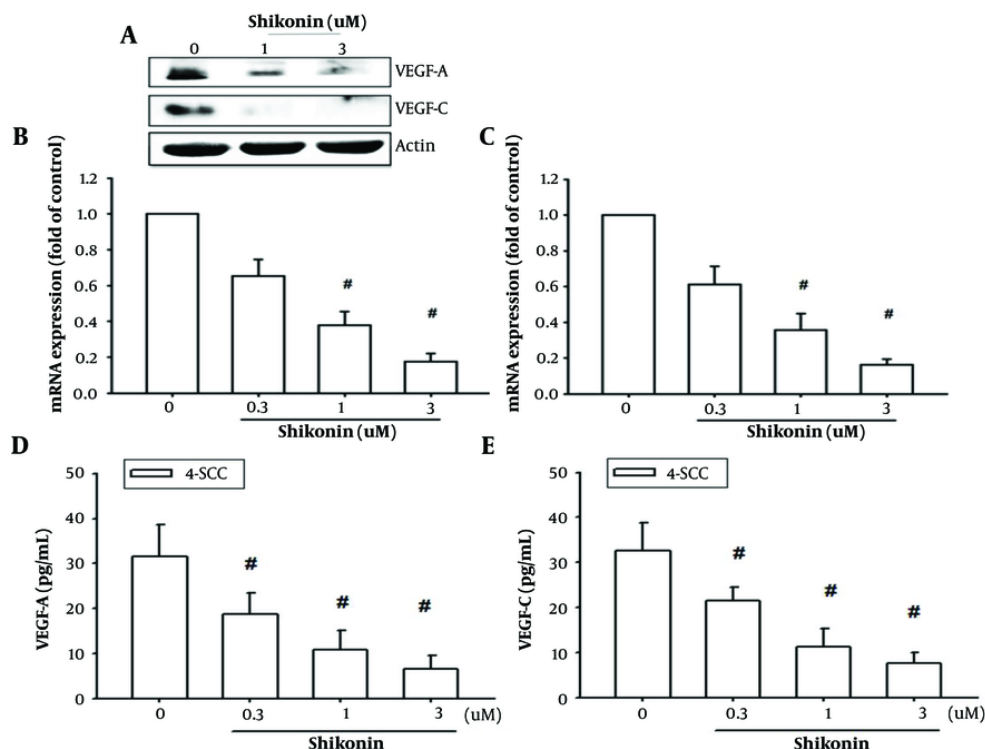 A
Shikonin (uM)
0 1 3
VEGF-A
VEGF-C
Actin
B
mRNA expression (fold of control)
1.2
1.0
0.8
0.6
0.4
0.2
0.0
#
#
0 0.3 1 3
Shikonin (uM)
C
mRNA expression (fold of control)
1.2
1.0
0.8
0.6
0.4
0.2
0.0
#
#
0 0.3 1 3
Shikonin (uM)
D
4-SCC
VEGF-A (pg/mL)
50
40
30
20
10
0
#
#
#
0 0.3 1 3 (uM)
Shikonin
E
4-SCC
VEGF-C (pg/mL)
50
40
30
20
10
0
#
#
#
0 0.3 1 3 (uM)
Shikonin